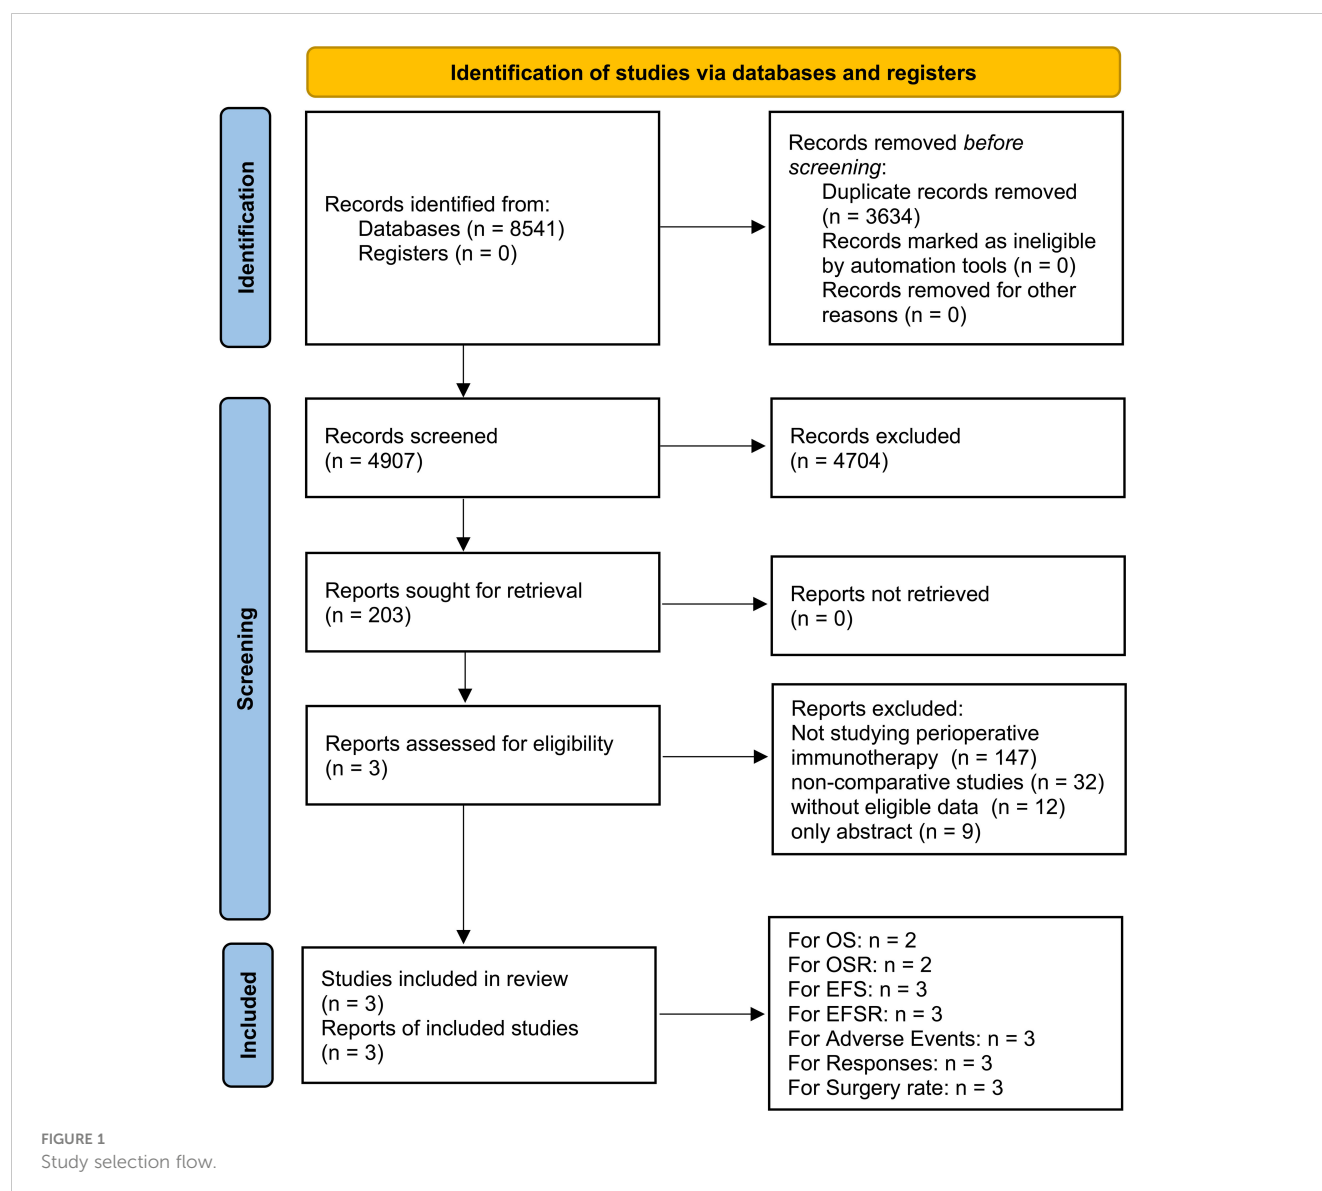 Identification of studies via databases and registers
Identification
Records identified from:
Databases (n = 8541)
Registers (n = 0)
Records removed before
screening:
Duplicate records removed
(n = 3634)
Records marked as ineligible
by automation tools (n = 0)
Records removed for other
reasons (n = 0)
Screening
Records screened
(n = 4907)
Records excluded
(n = 4704)
Reports sought for retrieval
(n = 203)
Reports not retrieved
(n = 0)
Reports assessed for eligibility
(n = 3)
Reports excluded:
Not studying perioperative
immunotherapy (n = 147)
non-comparative studies (n = 32)
without eligible data (n = 12)
only abstract (n = 9)
Included
Studies included in review
(n = 3)
Reports of included studies
(n = 3)
For OS: n = 2
For OSR: n = 2
For EFS: n = 3
For EFSR: n = 3
For Adverse Events: n = 3
For Responses: n = 3
For Surgery rate: n = 3
FIGURE 1
Study selection flow.